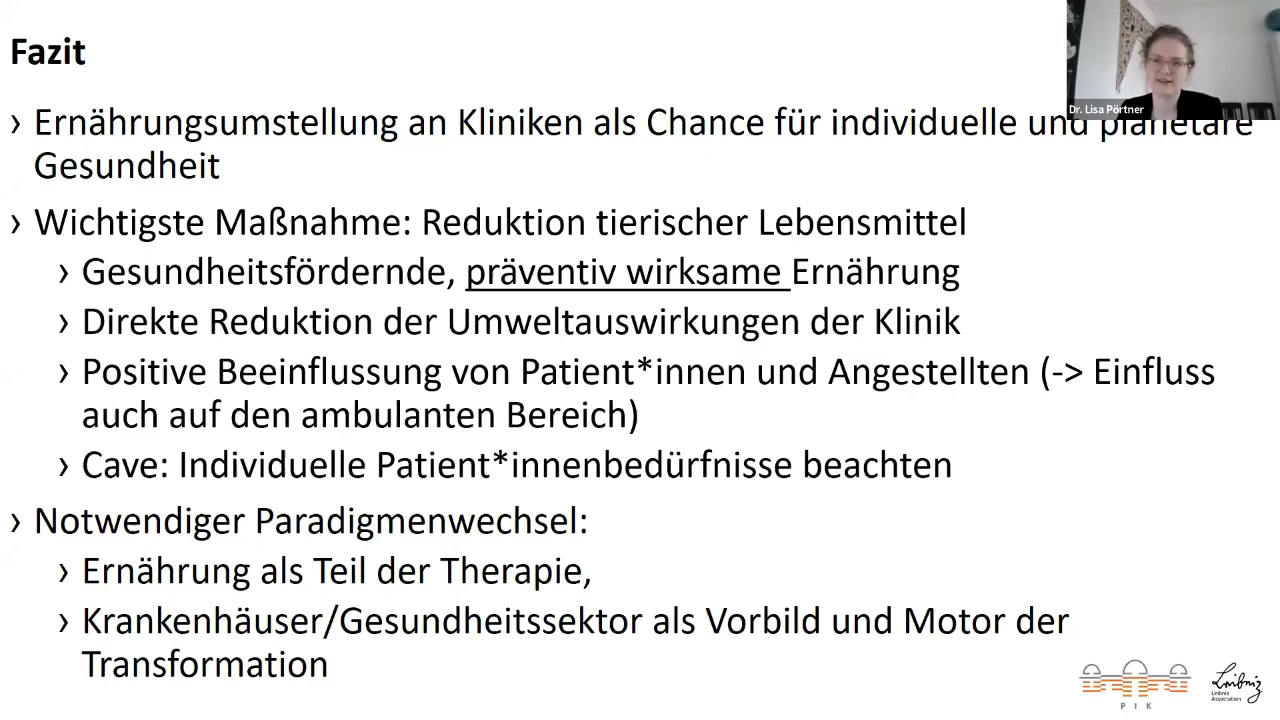 Fazit
Dr. Lisa Pörtner
› Ernährungsumstellung an Kliniken als Chance für individuelle und planetare
Gesundheit
› Wichtigste Maßnahme: Reduktion tierischer Lebensmittel
› Gesundheitsfördernde, präventiv wirksame Ernährung
› Direkte Reduktion der Umweltauswirkungen der Klinik
› Positive Beeinflussung von Patient*innen und Angestellten (-> Einfluss
auch auf den ambulanten Bereich)
› Cave: Individuelle Patient*innenbedürfnisse beachten
› Notwendiger Paradigmenwechsel:
› Ernährung als Teil der Therapie,
› Krankenhäuser/Gesundheitssektor als Vorbild und Motor der
Transformation
P I K
Leibniz
Leibniz
Association